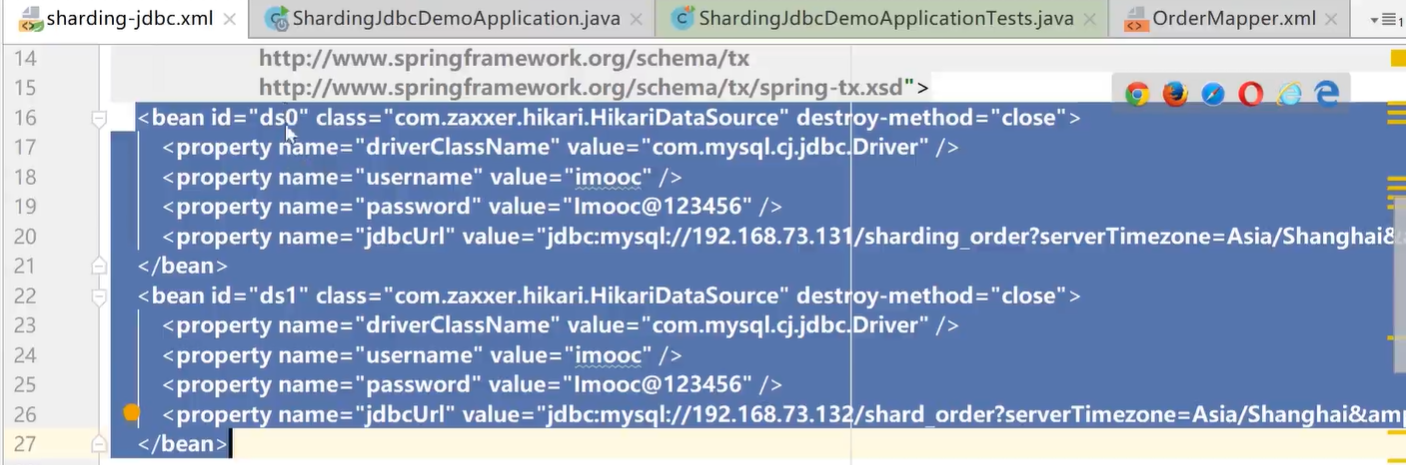 sharding-jdbc.xml ShardingJdbcDemoApplication.java ShardingJdbcDemoApplicationTests.java OrderMapper.xml
14 http://www.springframework.org/schema/tx
15 http://www.springframework.org/schema/tx/spring-tx.xsd">
16 <bean id="ds0" class="com.zaxxer.hikari.HikariDataSource" destroy-method="close">
17 <property name="driverClassName" value="com.mysql.cj.jdbc.Driver" />
18 <property name="username" value="imooc" />
19 <property name="password" value="Imooc@123456" />
20 <property name="jdbcUrl" value="jdbc:mysql://192.168.73.131/sharding_order?serverTimezone=Asia/Shanghai&
21 </bean>
22 <bean id="ds1" class="com.zaxxer.hikari.HikariDataSource" destroy-method="close">
23 <property name="driverClassName" value="com.mysql.cj.jdbc.Driver" />
24 <property name="username" value="imooc" />
25 <property name="password" value="Imooc@123456" />
26 <property name="jdbcUrl" value="jdbc:mysql://192.168.73.132/shard_order?serverTimezone=Asia/Shanghai&amp
27 </bean>